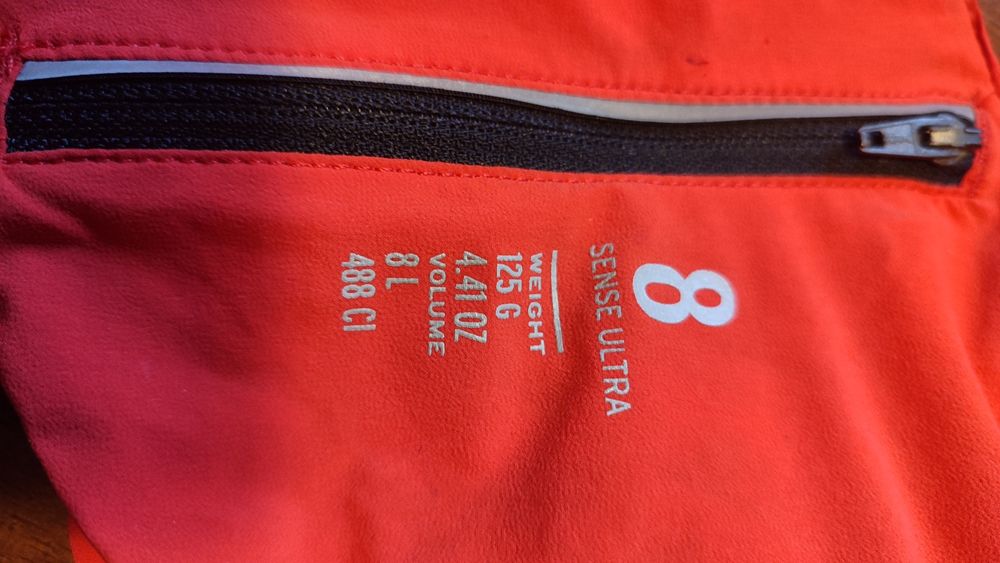 8
SENSE ULTRA
WEIGHT
125 G
4.41 OZ
VOLUME
8 L
488 CI